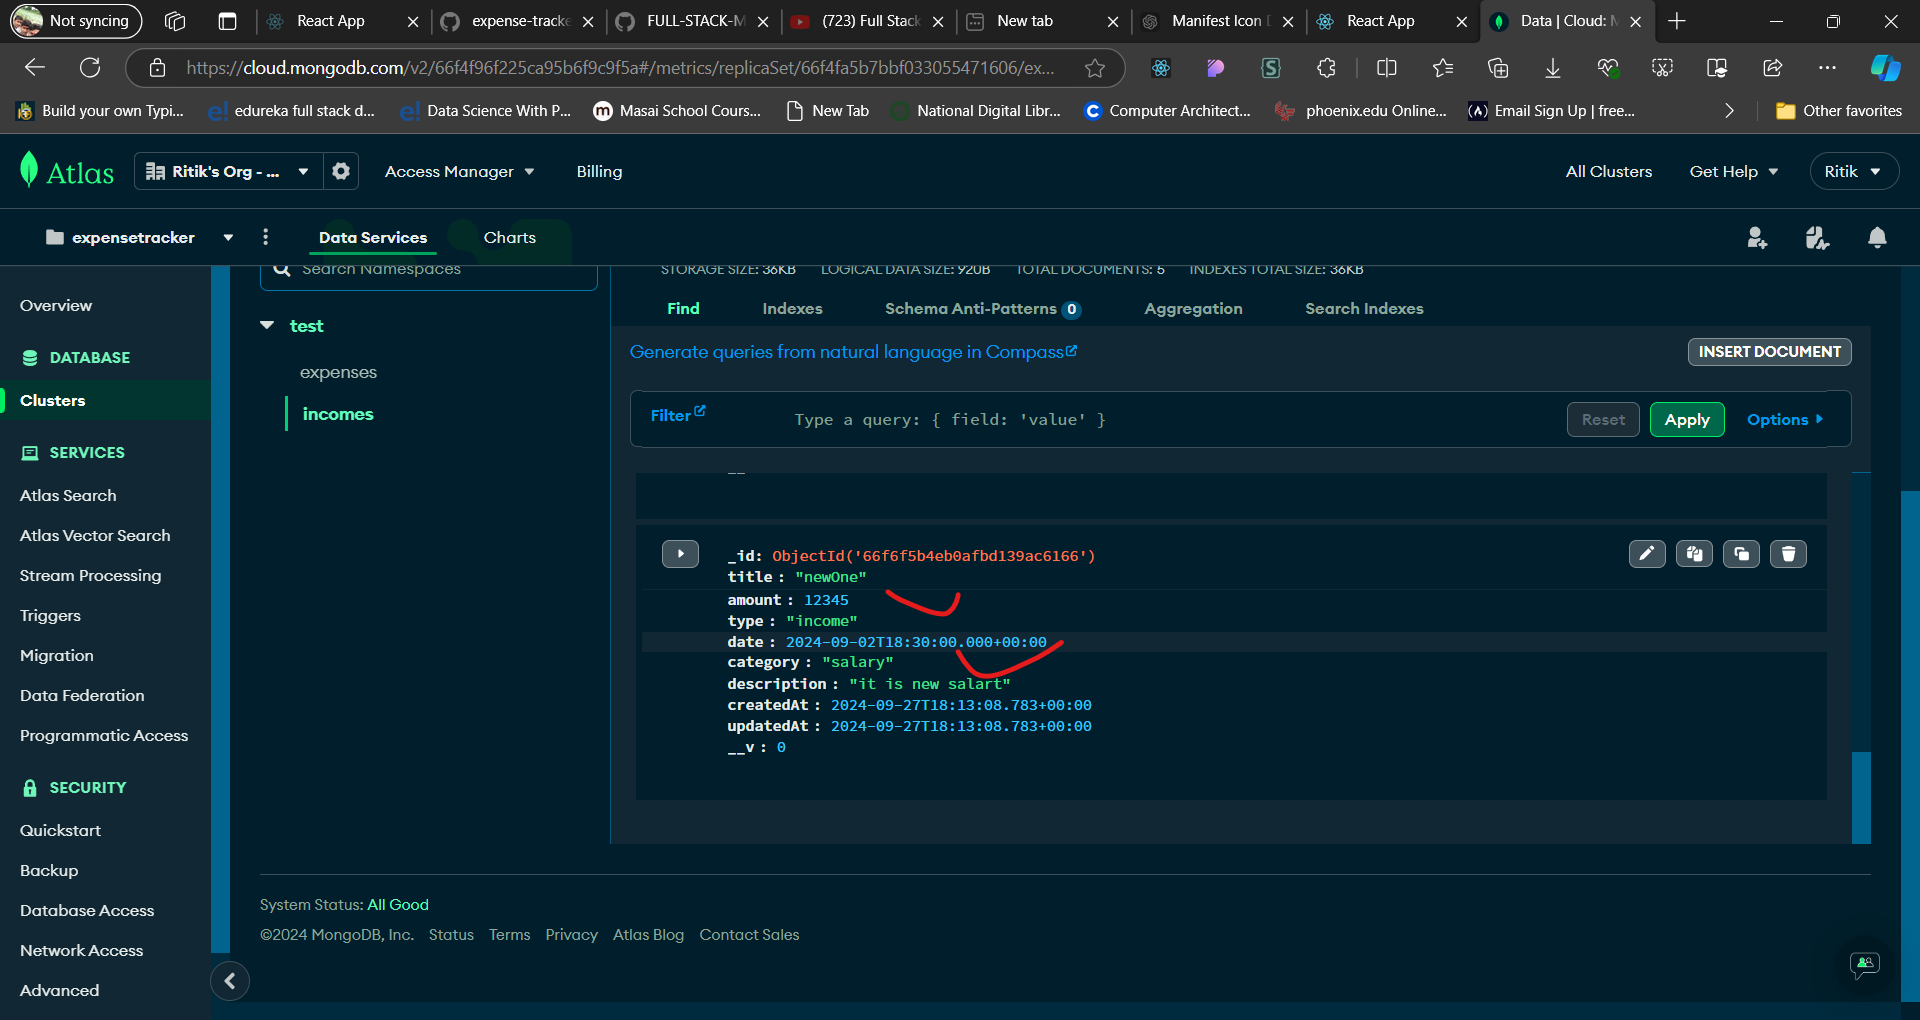 Not syncing
React App
expense-tracke
FULL-STACK-M
(723) Full Stack
New tab
Manifest Icon D
React App
Data | Cloud: M
https://cloud.mongodb.com/v2/66f4f96f225ca95b6f9c9f5a#/metrics/replicaSet/66f4fa5b7bbf033055471606/ex...
Build your own Typi...
edureka full stack d...
Data Science With P...
Masai School Cours...
New Tab
National Digital Libr...
Computer Architect...
phoenix.edu Online...
Email Sign Up | free...
Other favorites
Atlas
Ritik's Org - ...
Access Manager
Billing
All Clusters
Get Help
Ritik
expensetracker
Data Services
Charts
Overview
DATABASE
Clusters
SERVICES
Atlas Search
Atlas Vector Search
Stream Processing
Triggers
Migration
Data Federation
Programmatic Access
SECURITY
Quickstart
Backup
Database Access
Network Access
Advanced
Search Namespaces
test
expenses
incomes
STORAGE SIZE: 36KB LOGICAL DATA SIZE: 920B TOTAL DOCUMENTS: 5 INDEXES TOTAL SIZE: 36KB
Find Indexes Schema Anti-Patterns 0 Aggregation Search Indexes
Generate queries from natural language in Compass
INSERT DOCUMENT
Filter
Type a query: { field: 'value' }
Reset
Apply
Options
_id: ObjectId('66f6f5b4eb0afbd139ac6166')
title : "newOne"
amount : 12345
type : "income"
date : 2024-09-02T18:30:00.000+00:00
category : "salary"
description : "it is new salart"
createdAt : 2024-09-27T18:13:08.783+00:00
updatedAt : 2024-09-27T18:13:08.783+00:00
__v : 0
System Status: All Good
©2024 MongoDB, Inc. Status Terms Privacy Atlas Blog Contact Sales